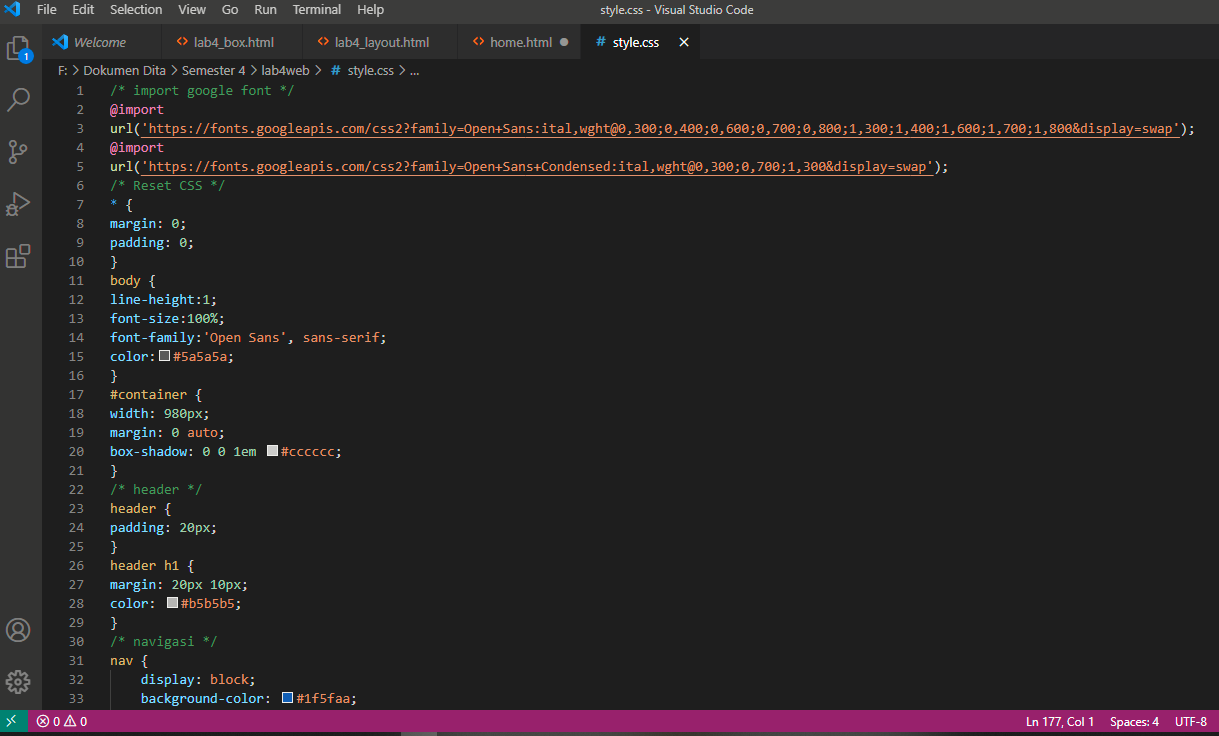 File Edit Selection View Go Run Terminal Help style.css - Visual Studio Code
Welcome lab4_box.html lab4_layout.html home.html style.css
F: > Dokumen Dita > Semester 4 > lab4web > # style.css > ...
1 /* import google font */
2 @import
3 url('https://fonts.googleapis.com/css2?family=Open+Sans:ital,wght@0,300;0,400;0,600;0,700;0,800;1,300;1,400;1,600;1,700;1,800&display=swap');
4 @import
5 url('https://fonts.googleapis.com/css2?family=Open+Sans+Condensed:ital,wght@0,300;0,700;1,300&display=swap');
6 /* Reset CSS */
7 * {
8 margin: 0;
9 padding: 0;
10 }
11 body {
12 line-height:1;
13 font-size:100%;
14 font-family:'Open Sans', sans-serif;
15 color:#5a5a5a;
16 }
17 #container {
18 width: 980px;
19 margin: 0 auto;
20 box-shadow: 0 0 1em #cccccc;
21 }
22 /* header */
23 header {
24 padding: 20px;
25 }
26 header h1 {
27 margin: 20px 10px;
28 color: #b5b5b5;
29 }
30 /* navigasi */
31 nav {
32 display: block;
33 background-color: #1f5faa;
1
0 0 Ln 177, Col 1 Spaces: 4 UTF-8